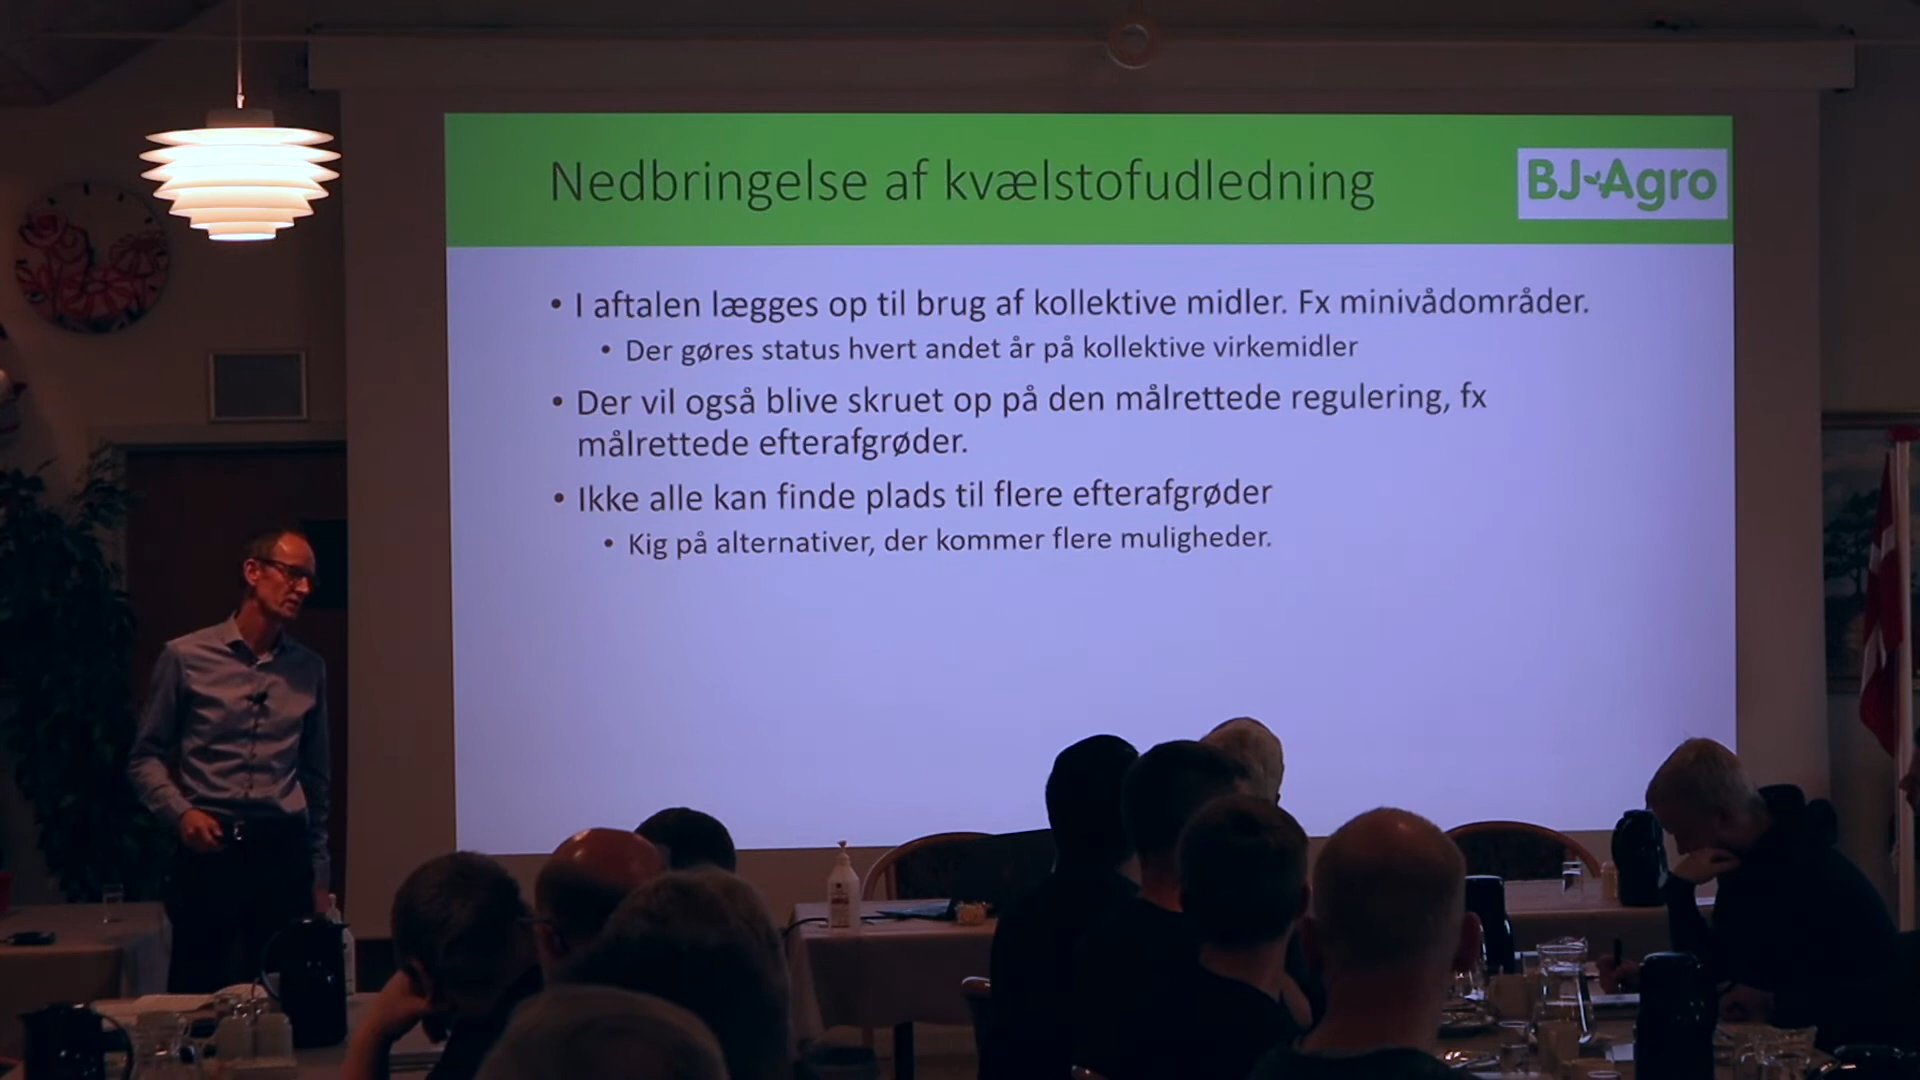 Nedbringelse af kvælstofudledning
BJ-Agro
• I aftalen lægges op til brug af kollektive midler. Fx minivådområder.
• Der gøres status hvert andet år på kollektive virkemidler
• Der vil også blive skruet op på den målrettede regulering, fx
målrettede efterafgrøder.
• Ikke alle kan finde plads til flere efterafgrøder
• Kig på alternativer, der kommer flere muligheder.